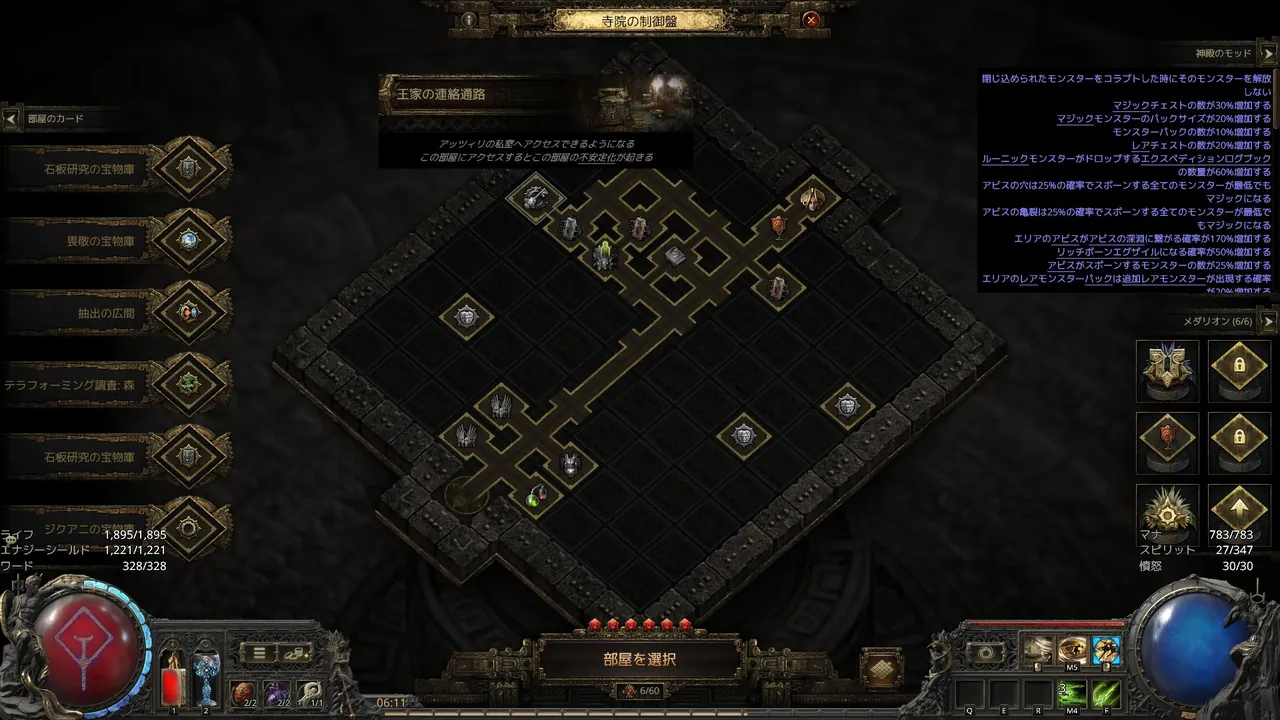 寺院の制御盤
王家の連絡通路
アッツィリの私室へアクセスできるようになる
この部屋にアクセスするとこの部屋の不安定化が起きる
部屋のカード
石板研究の宝物庫
畏敬の宝物庫
抽出の広間
テラフォーミング調査: 森
石板研究の宝物庫
ジクアニの宝物庫
神殿のモッド
閉じ込められたモンスターをコラプトした時にそのモンスターを解放
しない
マジックチェストの数が30%増加する
マジックモンスターのパックサイズが20%増加する
モンスターパックの数が10%増加する
レアチェストの数が20%増加する
ルーニックモンスターがドロップするエクスペディションログブック
の数量が60%増加する
アビスの穴は25%の確率でスポーンする全てのモンスターが最低でも
マジックになる
アビスの亀裂は25%の確率でスポーンする全てのモンスターが最低で
もマジックになる
エリアのアビスがアビスの深淵に繋がる確率が170%増加する
リッチボーンエグザイルになる確率が50%増加する
アビスがスポーンするモンスターの数が25%増加する
エリアのレアモンスターパックは追加レアモンスターが出現する確率
が20%増加する
メダリオン (6/6)
ライフ 1,895/1,895
エナジーシールド 1,221/1,221
ワード 328/328
マナ 783/783
スピリット 27/347
憤怒 30/30
部屋を選択
6/60
06:11
1
2
2/2
2/2
1/1
M5
3
Q
E
R
M4
F